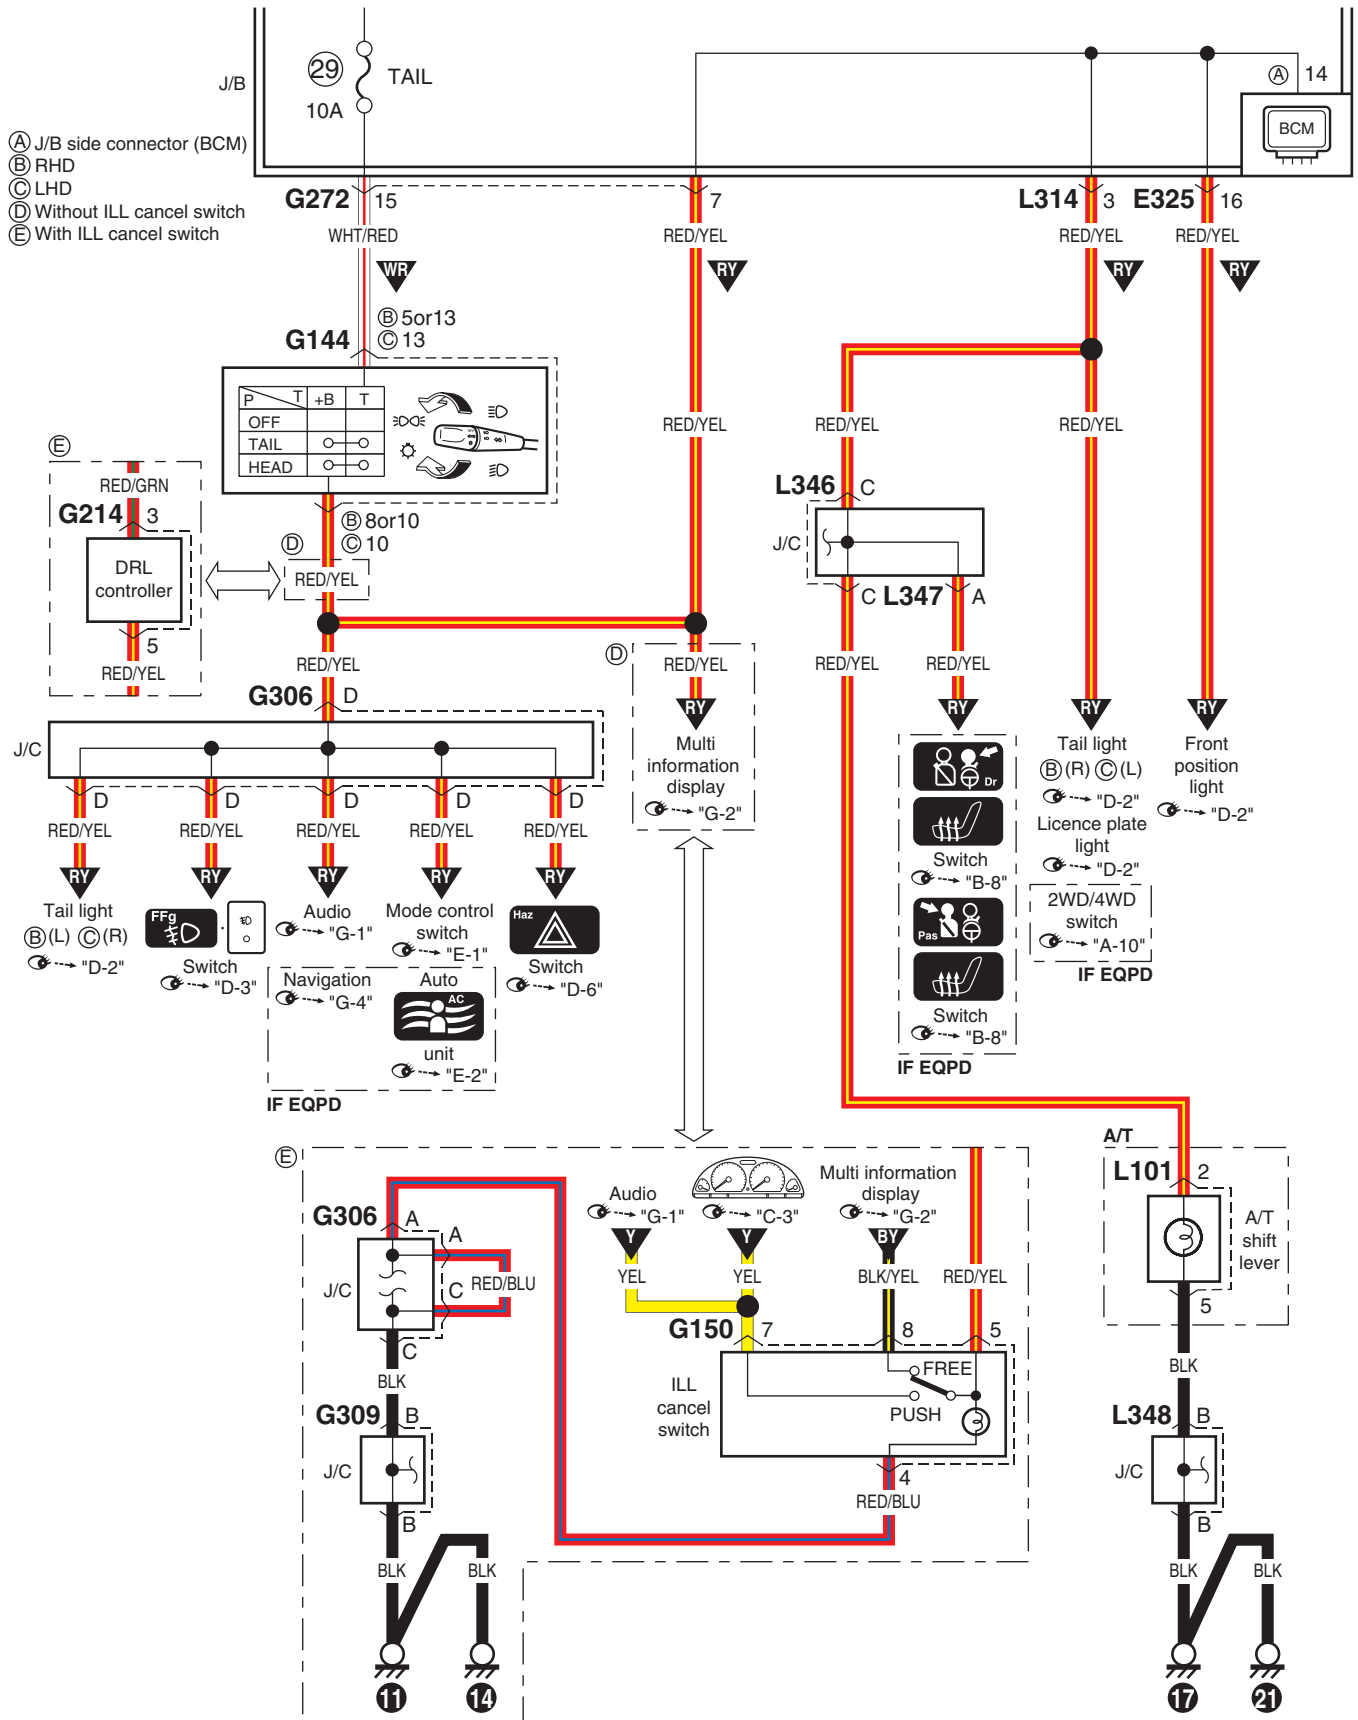 29
TAIL
10A
J/B
A 14
BCM
A J/B side connector (BCM)
B RHD
C LHD
D Without ILL cancel switch
E With ILL cancel switch
G272 15
7
L314 3
E325 16
WHT/RED
RED/YEL
RED/YEL
RED/YEL
WR
RY
RY
RY
B 5or13
C 13
G144
P T +B T
OFF
TAIL
HEAD
RED/YEL
RED/YEL
RED/YEL
E
RED/GRN
G214 3
DRL
controller
5
RED/YEL
B 8or10
C 10
D
RED/YEL
L346 C
J/C
C L347 A
RED/YEL
G306 D
J/C
D D D D D
RED/YEL RED/YEL RED/YEL RED/YEL RED/YEL
RY RY RY RY RY
Tail light
B (L) C (R)
"D-2"
FFg
Switch
"D-3"
Audio
"G-1"
Mode control
switch
"E-1"
Haz
Switch
"D-6"
Navigation
"G-4"
Auto
AC
unit
"E-2"
IF EQPD
D
RED/YEL
RY
Multi
information
display
"G-2"
RED/YEL
RED/YEL
RY
Dr
Switch
"B-8"
Pas
Switch
"B-8"
IF EQPD
RY
Tail light
B (R) C (L)
"D-2"
Licence plate
light
"D-2"
2WD/4WD
switch
"A-10"
IF EQPD
RY
Front
position
light
"D-2"
E
G306 A
A
J/C
C
RED/BLU
C
BLK
G309 B
J/C
B
BLK
BLK
11
14
Audio
"G-1"
Y
YEL
"C-3"
Y
YEL
Multi information
display
"G-2"
BY
BLK/YEL
RED/YEL
G150 7
8
5
ILL
cancel
switch
FREE
PUSH
4
RED/BLU
A/T
L101 2
A/T
shift
lever
5
BLK
L348 B
J/C
B
BLK
BLK
17
21